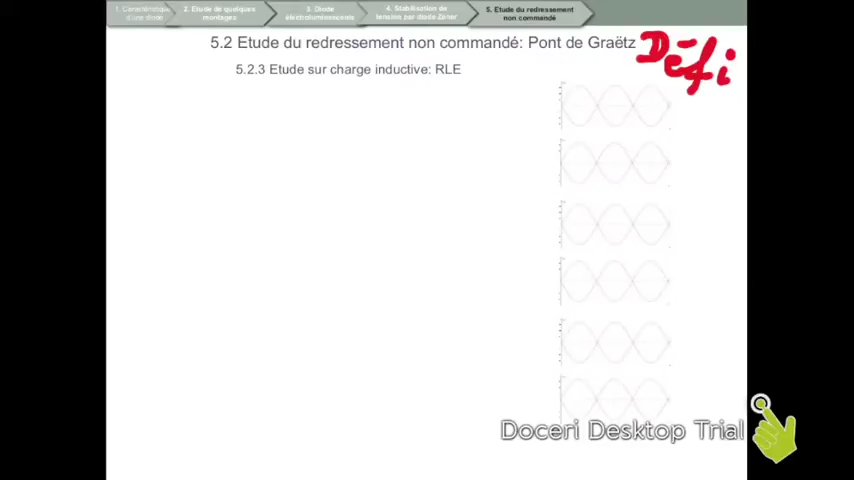 1. Caractéristique d'une diode
2. Etude de quelques montages
3. Diode électroluminescente
4. Stabilisation de tension par diode Zéner
5. Etude du redressement non commandé
5.2 Etude du redressement non commandé: Pont de Graëtz
Défi
5.2.3 Etude sur charge inductive: RLE
Doceri Desktop Trial